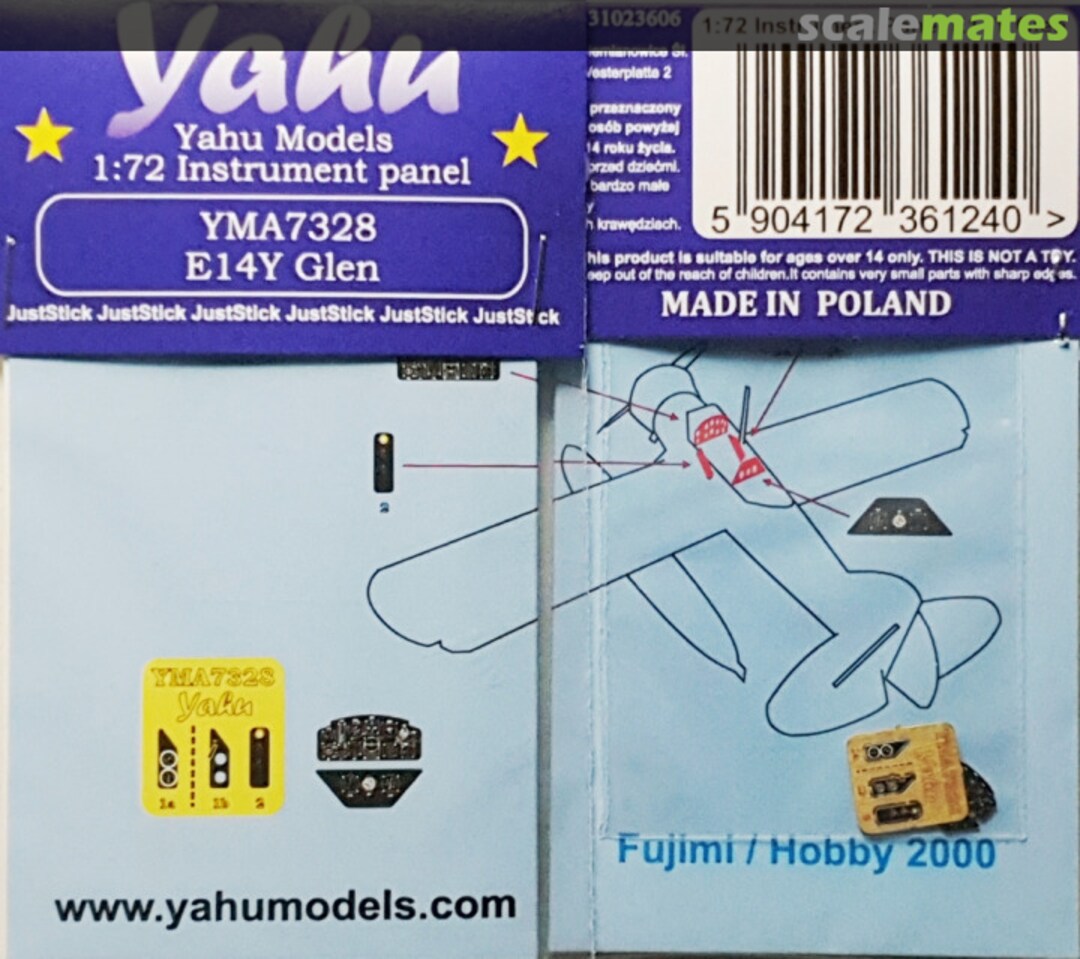 scalemates
Yahu
Yahu Models
1:72 Instrument panel
YMA7328
E14Y Glen
JustStick JustStick JustStick JustStick JustStick JustStick
2
YMA7328
Yahu
1a 1b 2
www.yahumodels.com
31023606
1:72
Westerplatte 2
przeznaczony
osób powyżej
14 roku życia.
przed dziećmi.
bardzo małe
krawędziach.
5 904172 361240 >
his product is suitable for ages over 14 only. THIS IS NOT A TOY.
eep out of the reach of children.It contains very small parts with sharp edges.
MADE IN POLAND
Fujimi / Hobby 2000